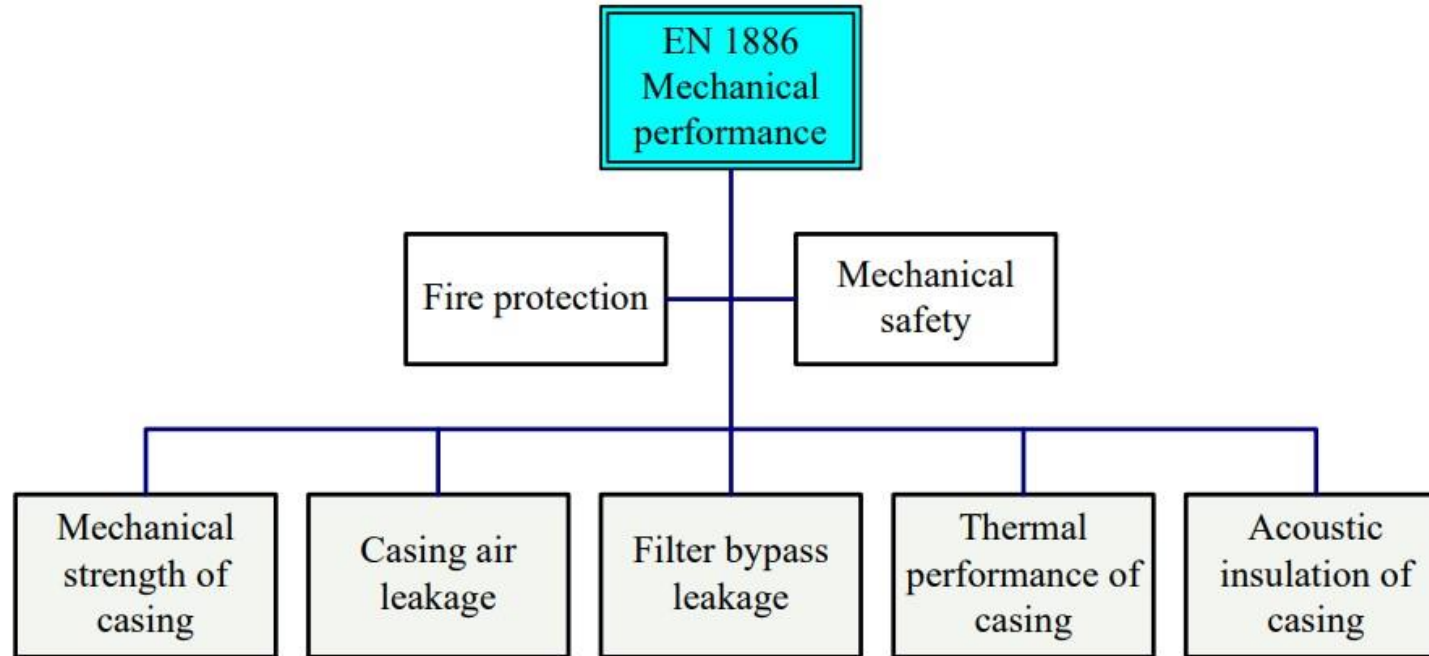 EN 1886
Mechanical
performance
Fire protection
Mechanical
safety
Mechanical
strength of
casing
Casing air
leakage
Filter bypass
leakage
Thermal
performance of
casing
Acoustic
insulation of
casing